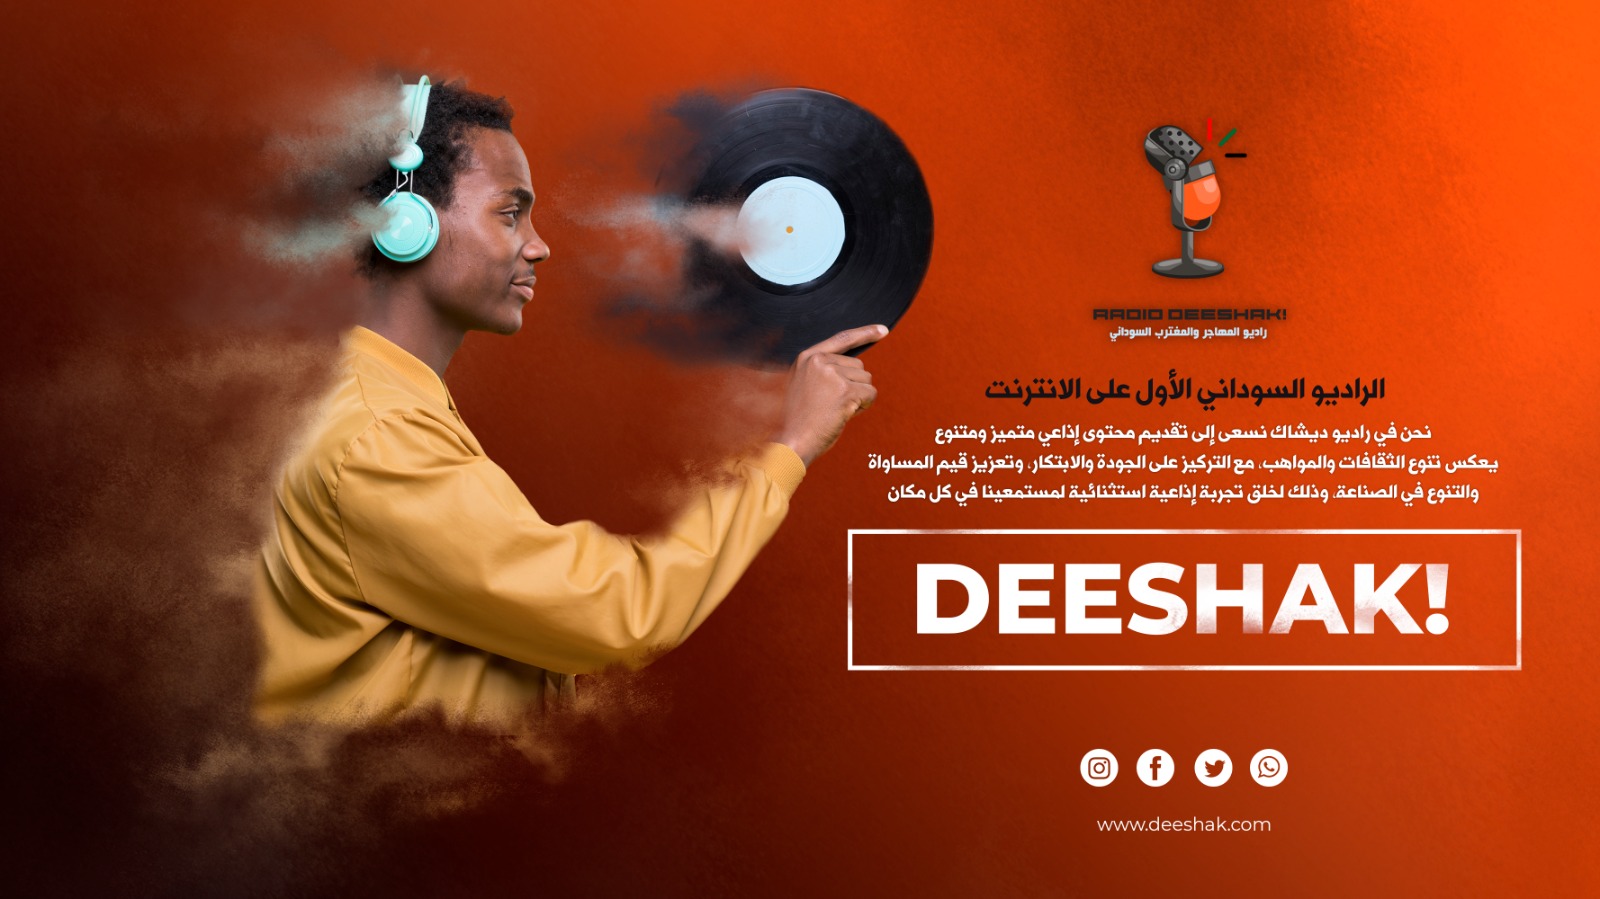 RADIO DEESHAK!
راديو المهاجر والمغترب السوداني
الراديو السوداني الأول على الانترنت
نحن في راديو ديشاك نسعى إلى تقديم محتوى إذاعي متميز ومتنوع
يعكس تنوع الثقافات والمواهب، مع التركيز على الجودة والابتكار، وتعزيز قيم المساواة
والتنوع في الصناعة، وذلك لخلق تجربة إذاعية استثنائية لمستمعينا في كل مكان
DEESHAK!
www.deeshak.com